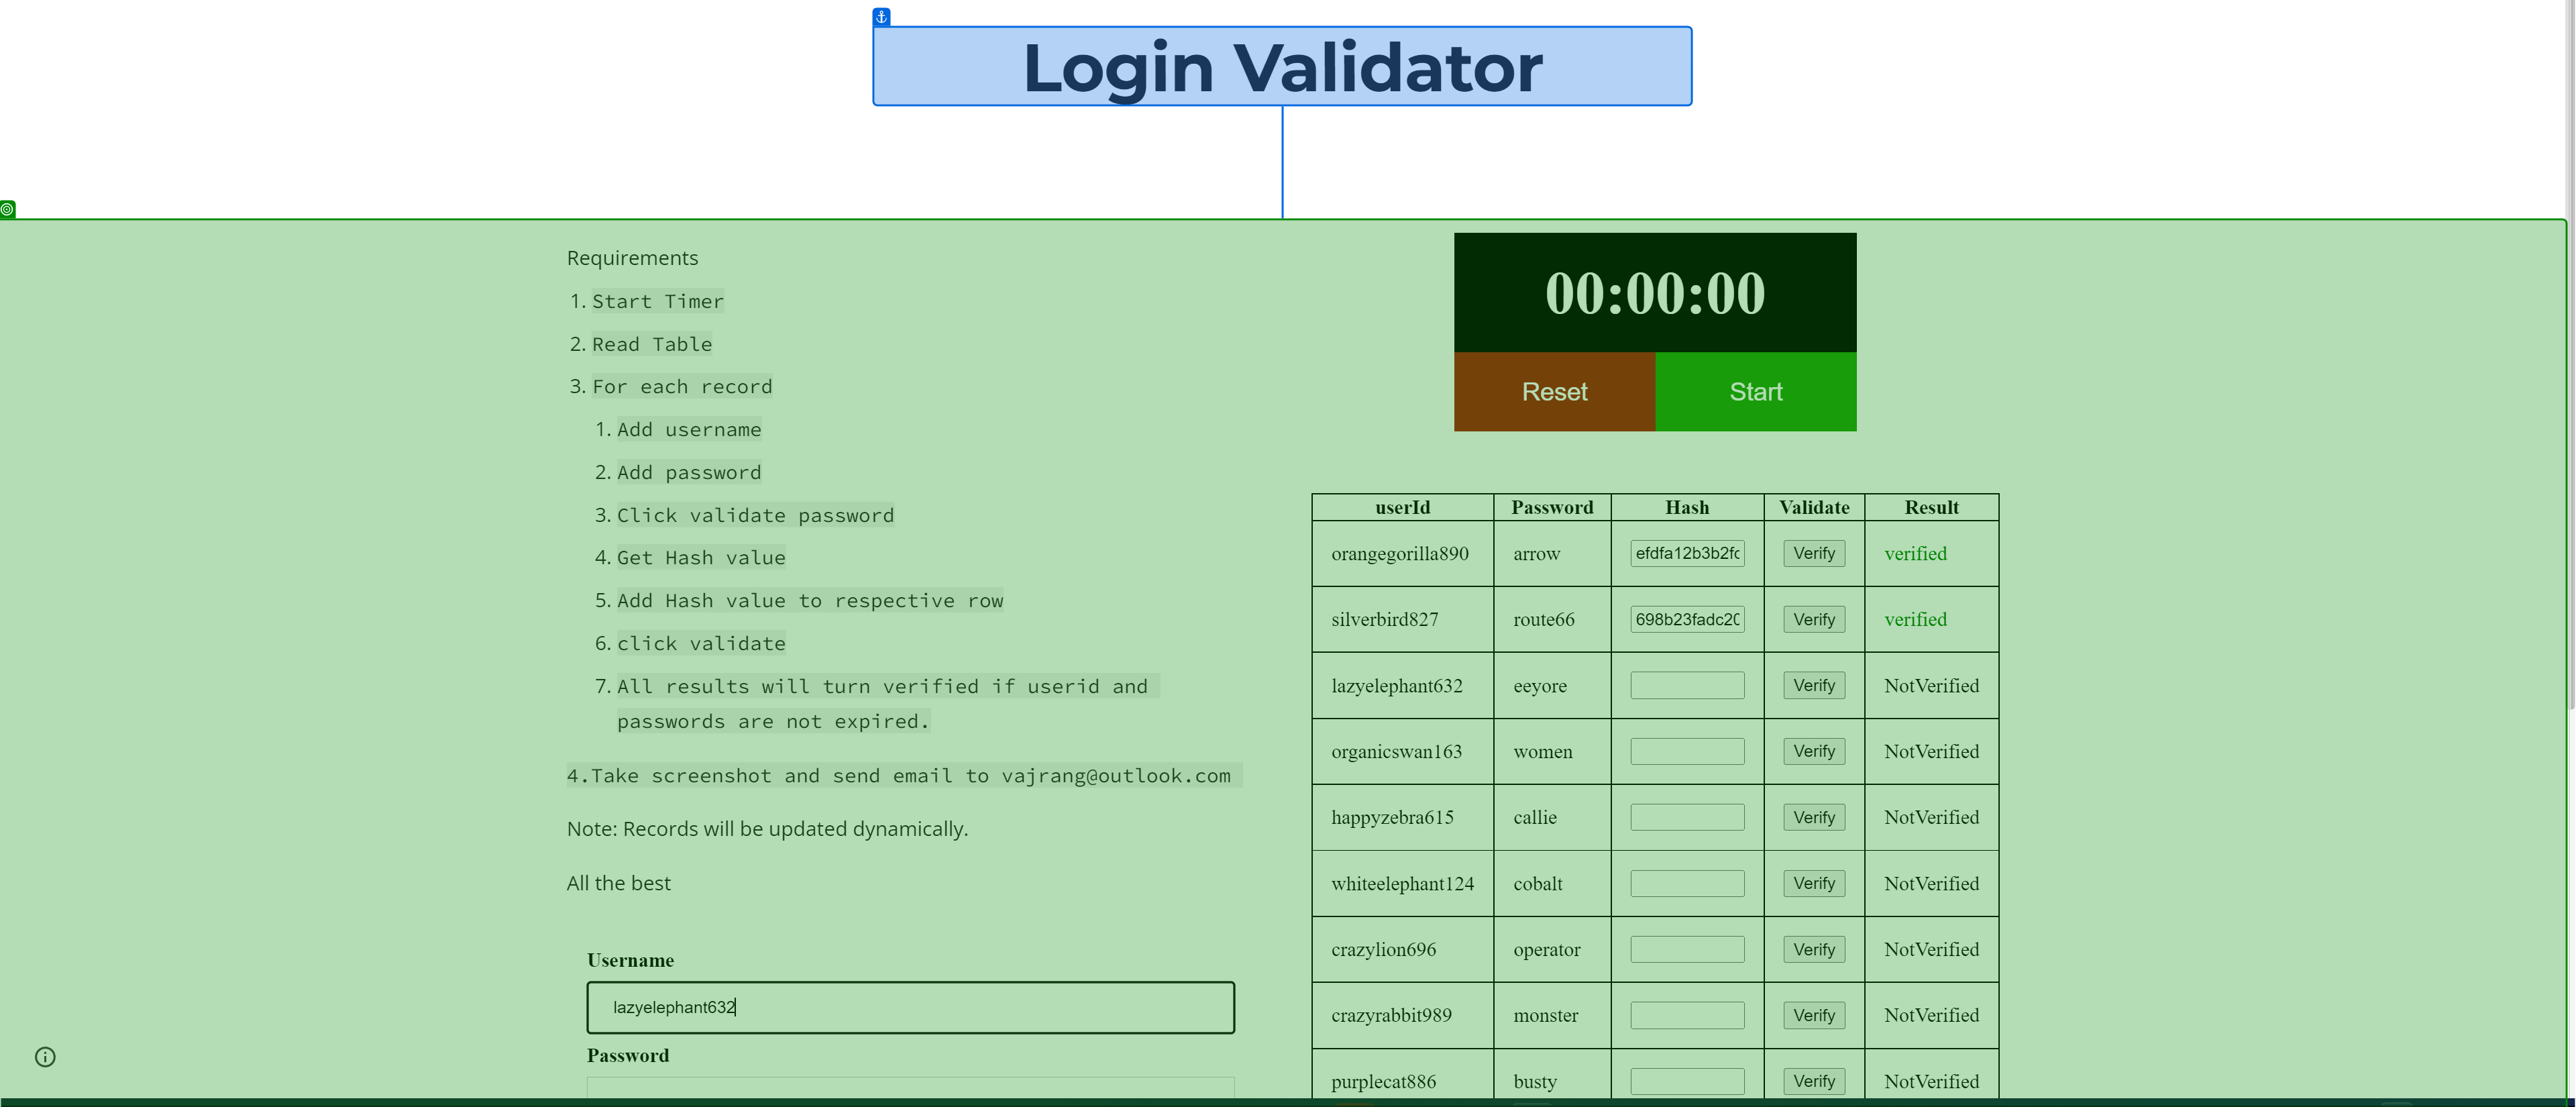 Login Validator
Requirements
1. Start Timer
2. Read Table
3. For each record
1. Add username
2. Add password
3. Click validate password
4. Get Hash value
5. Add Hash value to respective row
6. click validate
7. All results will turn verified if userid and
passwords are not expired.
4.Take screenshot and send email to vajrang@outlook.com
Note: Records will be updated dynamically.
All the best
Username
lazyelephant632
Password
00:00:00
Reset Start
userId Password Hash Validate Result
orangegorilla890 arrow efdfa12b3b2fc Verify verified
silverbird827 route66 698b23fadc20 Verify verified
lazyelephant632 eeyore Verify NotVerified
organicswan163 women Verify NotVerified
happyzebra615 callie Verify NotVerified
whiteelephant124 cobalt Verify NotVerified
crazylion696 operator Verify NotVerified
crazyrabbit989 monster Verify NotVerified
purplecat886 busty Verify NotVerified